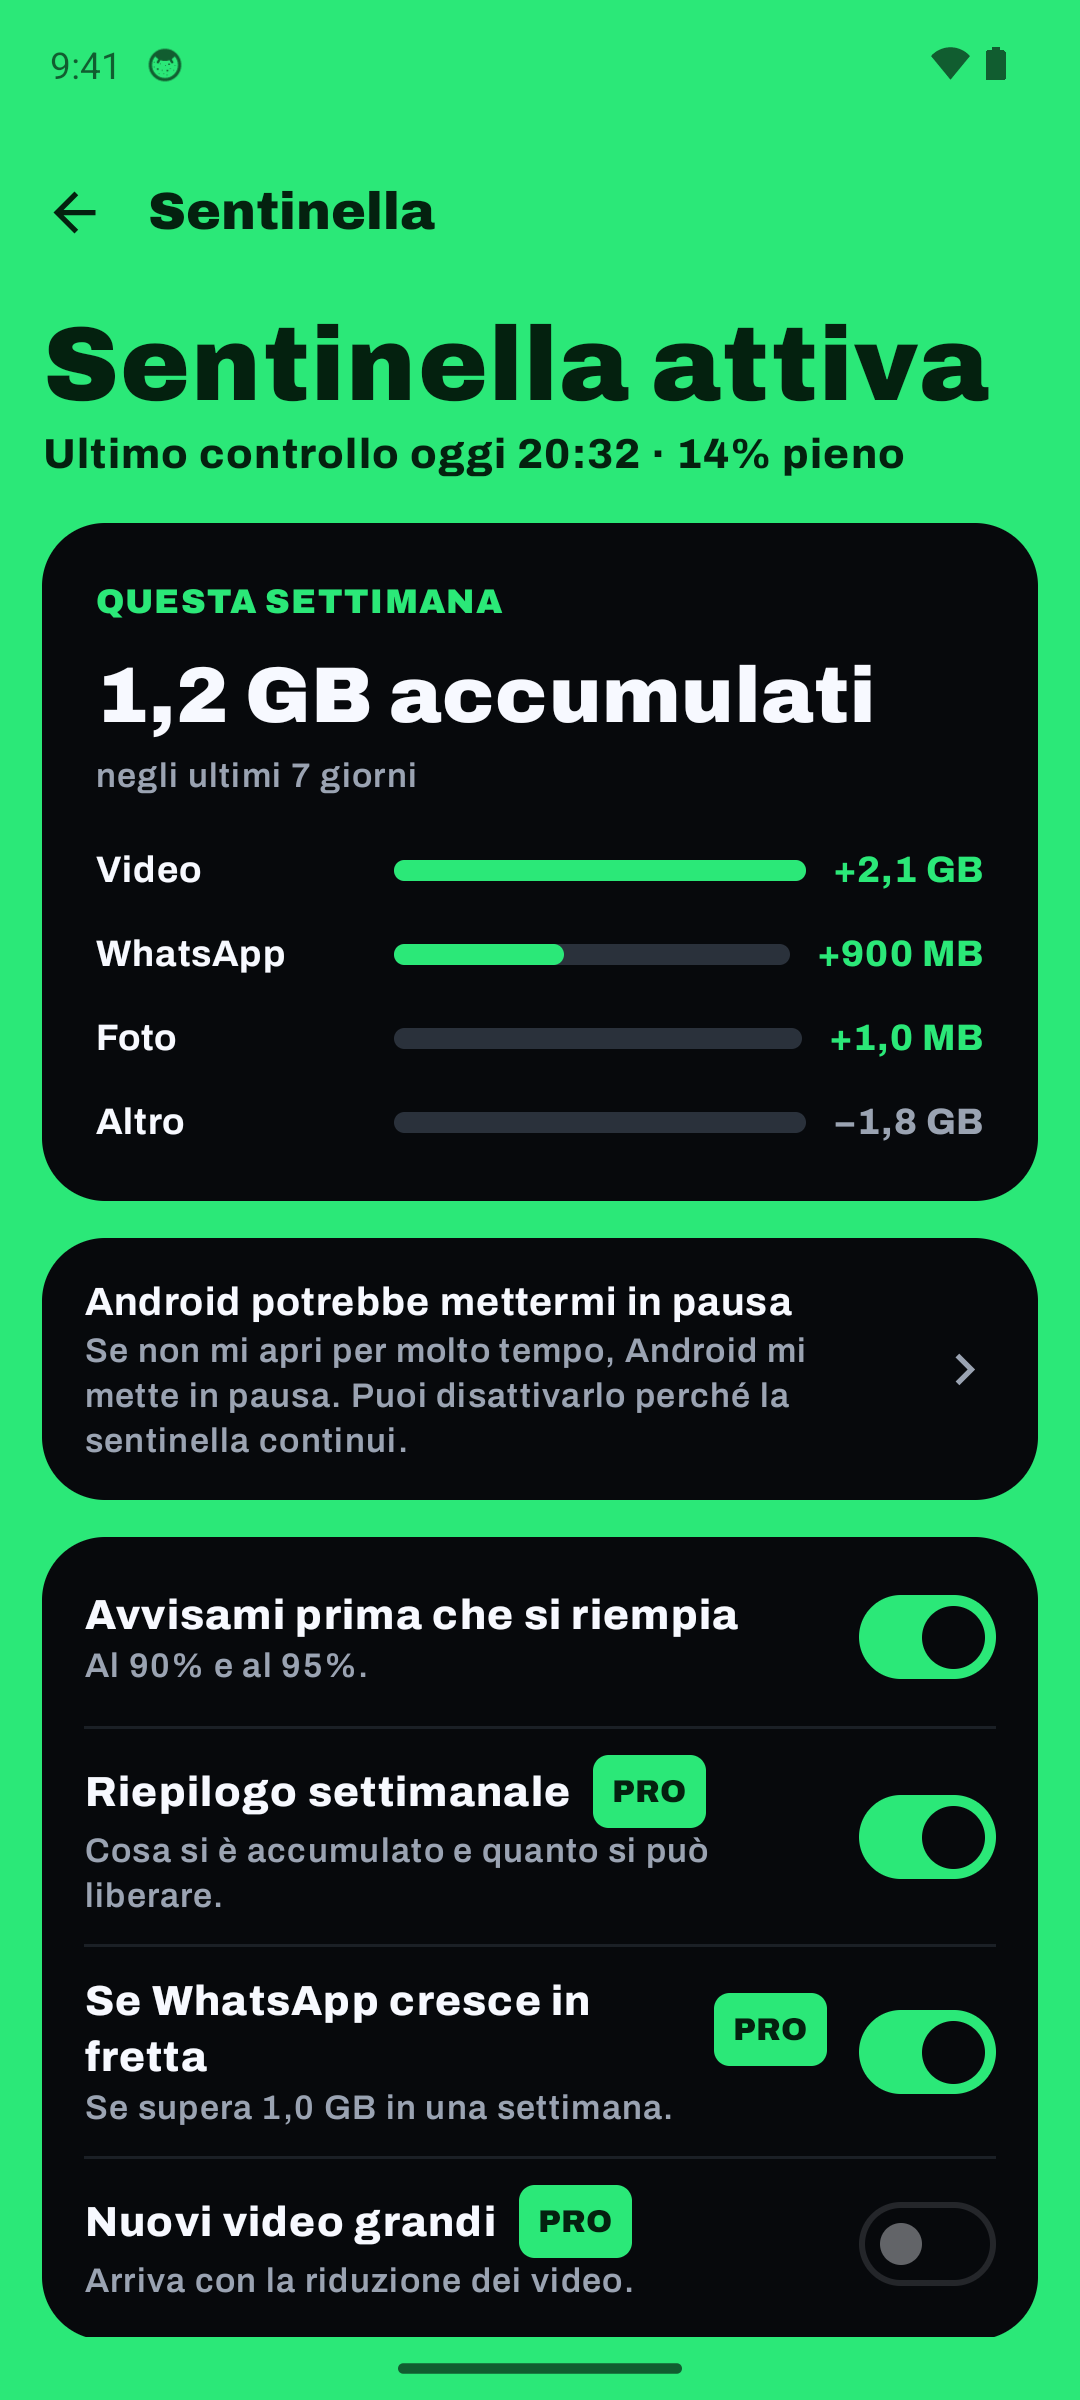 9:41
Sentinella
Sentinella attiva
Ultimo controllo oggi 20:32 · 14% pieno
QUESTA SETTIMANA
1,2 GB accumulati
negli ultimi 7 giorni
Video +2,1 GB
WhatsApp +900 MB
Foto +1,0 MB
Altro –1,8 GB
Android potrebbe mettermi in pausa
Se non mi apri per molto tempo, Android mi
mette in pausa. Puoi disattivarlo perché la
sentinella continui.
Avvisami prima che si riempia
Al 90% e al 95%.
Riepilogo settimanale PRO
Cosa si è accumulato e quanto si può
liberare.
Se WhatsApp cresce in
fretta PRO
Se supera 1,0 GB in una settimana.
Nuovi video grandi PRO
Arriva con la riduzione dei video.